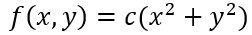 f(x, y) = c(x² + y²)